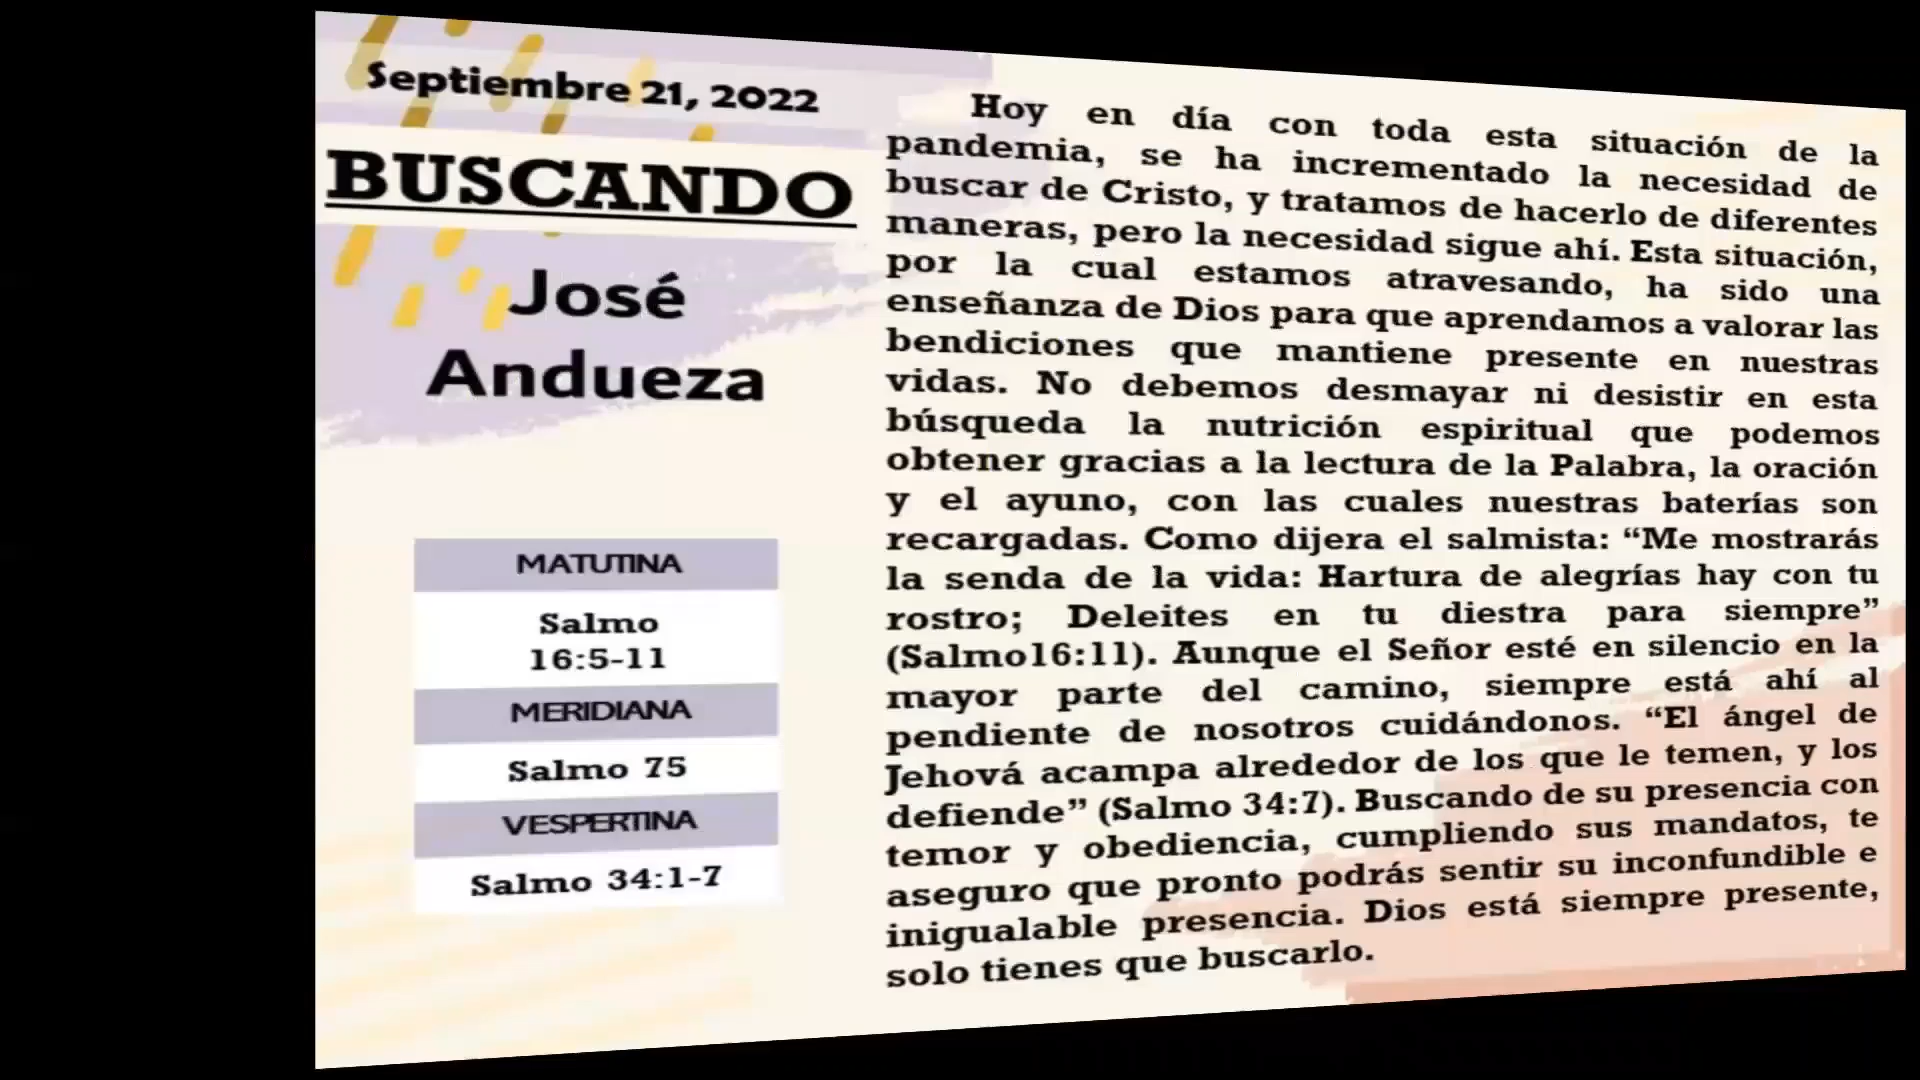 Septiembre 21, 2022
BUSCANDO
José
Andueza
MATUTINA
Salmo
16:5-11
MERIDIANA
Salmo 75
VESPERTINA
Salmo 34:1-7
Hoy en día con toda esta situación de la
pandemia, se ha incrementado la necesidad de
buscar de Cristo, y tratamos de hacerlo de diferentes
maneras, pero la necesidad sigue ahí. Esta situación,
por la cual estamos atravesando, ha sido una
enseñanza de Dios para que aprendamos a valorar las
bendiciones que mantiene presente en nuestras
vidas. No debemos desmayar ni desistir en esta
búsqueda la nutrición espiritual que podemos
obtener gracias a la lectura de la Palabra, la oración
y el ayuno, con las cuales nuestras baterías son
recargadas. Como dijera el salmista: “Me mostrarás
la senda de la vida: Hartura de alegrías hay con tu
rostro; Deleites en tu diestra para siempre”
(Salmo16:11). Aunque el Señor esté en silencio en la
mayor parte del camino, siempre está ahí al
pendiente de nosotros cuidándonos. “El ángel de
Jehová acampa alrededor de los que le temen, y los
defiende” (Salmo 34:7). Buscando de su presencia con
temor y obediencia, cumpliendo sus mandatos, te
aseguro que pronto podrás sentir su inconfundible e
inigualable presencia. Dios está siempre presente,
solo tienes que buscarlo.